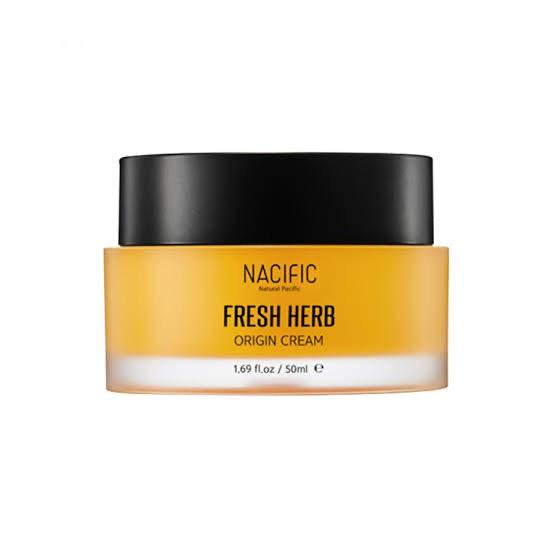 NACIFIC
Natural Pacific
FRESH HERB
ORIGIN CREAM
1.69 fl.oz / 50ml ℮